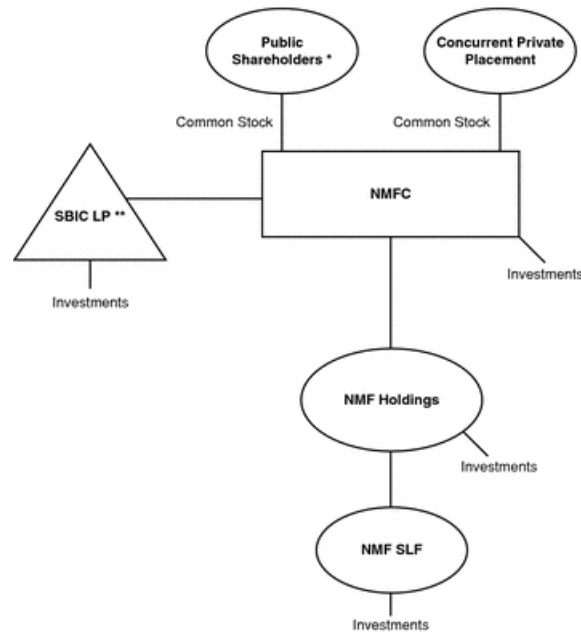 Public
Shareholders *
Concurrent Private
Placement
Common Stock
Common Stock
NMFC
SBIC LP **
Investments
Investments
NMF Holdings
Investments
NMF SLF
Investments